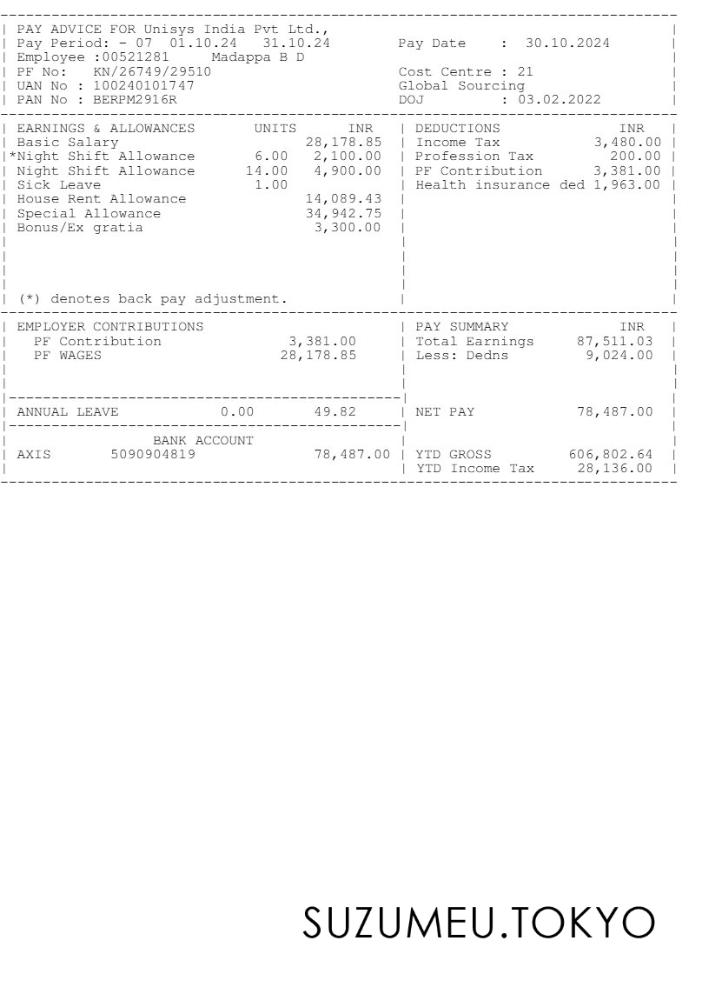 PAY ADVICE FOR Unisys India Pvt Ltd.,
Pay Period: - 07 01.10.24 31.10.24 Pay Date : 30.10.2024
Employee :00521281 Madappa B D
PF No: KN/26749/29510 Cost Centre : 21
UAN No : 100240101747 Global Sourcing
PAN No : BERPM2916R DOJ : 03.02.2022
EARNINGS & ALLOWANCES UNITS INR | DEDUCTIONS INR
Basic Salary 28,178.85 | Income Tax 3,480.00
*Night Shift Allowance 6.00 2,100.00 | Profession Tax 200.00
Night Shift Allowance 14.00 4,900.00 | PF Contribution 3,381.00
Sick Leave 1.00 | Health insurance ded 1,963.00
House Rent Allowance 14,089.43
Special Allowance 34,942.75
Bonus/Ex gratia 3,300.00
(*) denotes back pay adjustment.
EMPLOYER CONTRIBUTIONS | PAY SUMMARY INR
PF Contribution 3,381.00 | Total Earnings 87,511.03
PF WAGES 28,178.85 | Less: Dedns 9,024.00
ANNUAL LEAVE 0.00 49.82 | NET PAY 78,487.00
BANK ACCOUNT
AXIS 5090904819 78,487.00 | YTD GROSS 606,802.64
YTD Income Tax 28,136.00
SUZUMEU.TOKYO